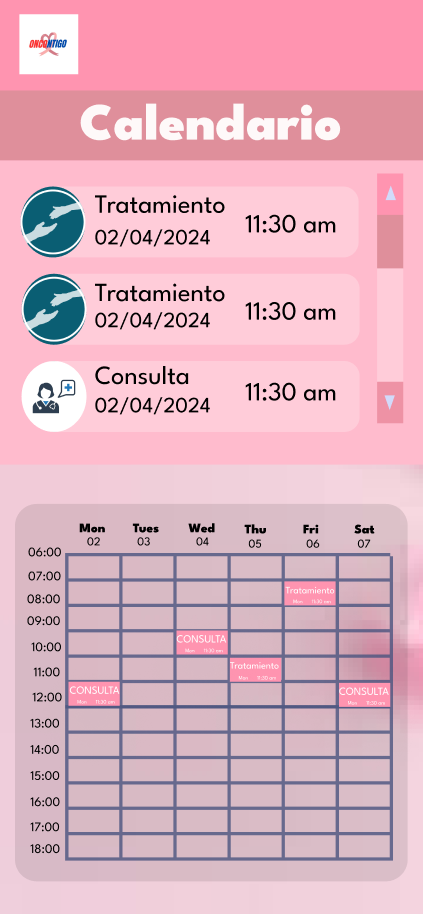 ONCONTIGO
Calendario
Tratamiento
02/04/2024
11:30 am
Tratamiento
02/04/2024
11:30 am
Consulta
02/04/2024
11:30 am
Mon Tues Wed Thu Fri Sat
02 03 04 05 06 07
06:00
07:00
Tratamiento
Mon 11:30 am
08:00
09:00
CONSULTA
Mon 11:30 am
10:00
Tratamiento
Mon 11:30 am
11:00
CONSULTA
Mon 11:30 am
CONSULTA
Mon 11:30 am
12:00
13:00
14:00
15:00
16:00
17:00
18:00